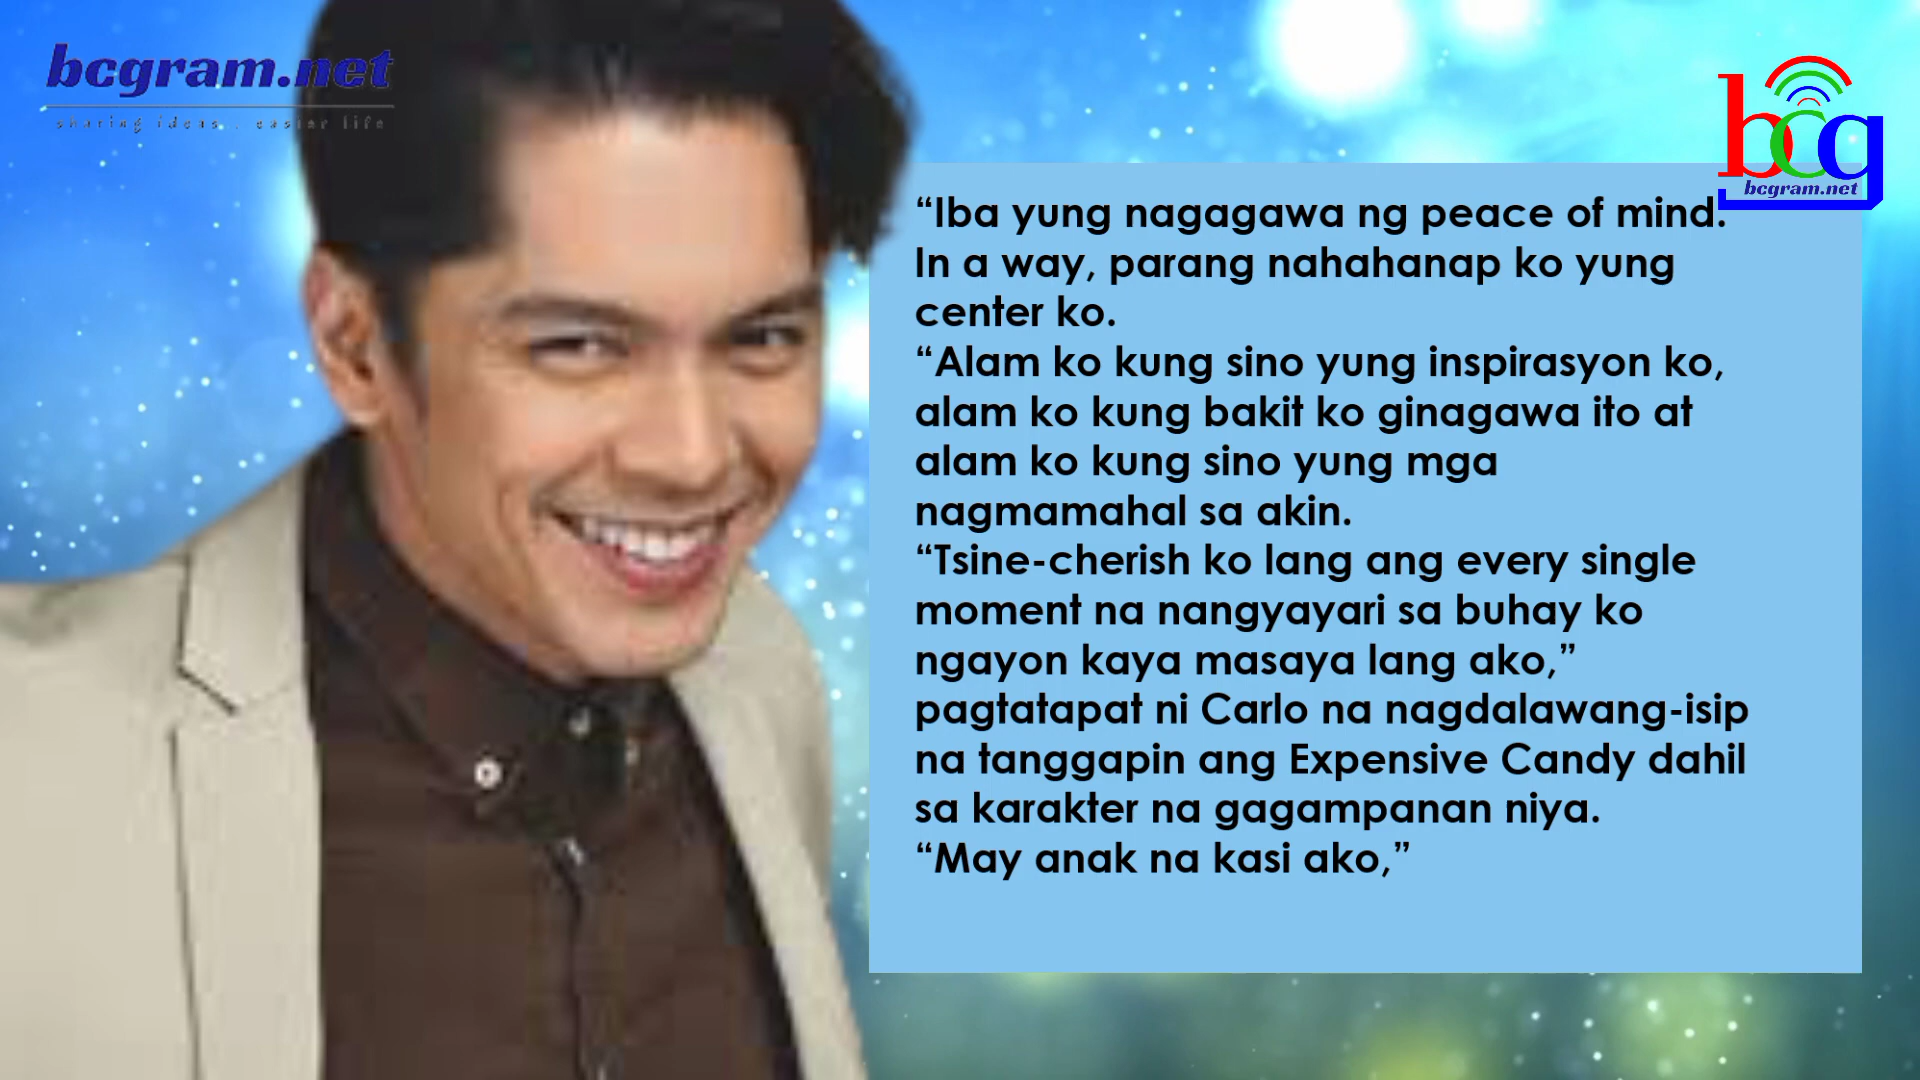 bcgram.net
sharing ideas . easier life
bcg
bcgram.net
“Iba yung nagagawa ng peace of mind.
In a way, parang nahahanap ko yung
center ko.
“Alam ko kung sino yung inspirasyon ko,
alam ko kung bakit ko ginagawa ito at
alam ko kung sino yung mga
nagmamahal sa akin.
“Tsine-cherish ko lang ang every single
moment na nangyayari sa buhay ko
ngayon kaya masaya lang ako,”
pagtatapat ni Carlo na nagdalawang-isip
na tanggapin ang Expensive Candy dahil
sa karakter na gagampanan niya.
“May anak na kasi ako,”